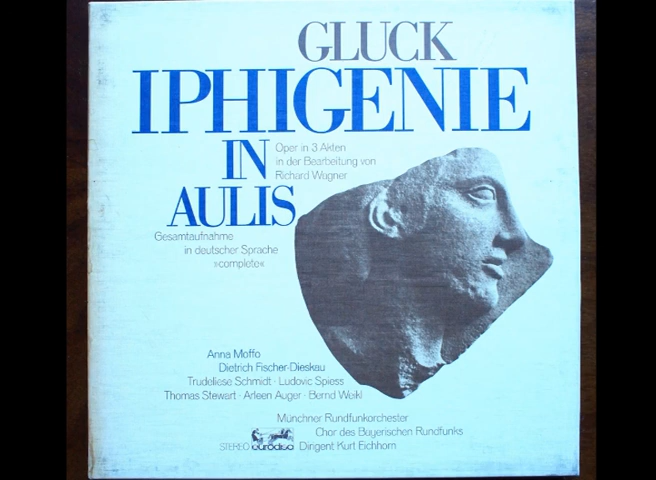 GLUCK
IPHIGENIE
IN
AULIS
Oper in 3 Akten
in der Bearbeitung von
Richard Wagner
Gesamtaufnahme
in deutscher Sprache
»complete«
Anna Moffo
Dietrich Fischer-Dieskau
Trudeliese Schmidt · Ludovic Spiess
Thomas Stewart · Arleen Auger · Bernd Weikl
Münchner Rundfunkorchester
Chor des Bayerischen Rundfunks
STEREO eurodisc Dirigent Kurt Eichhorn